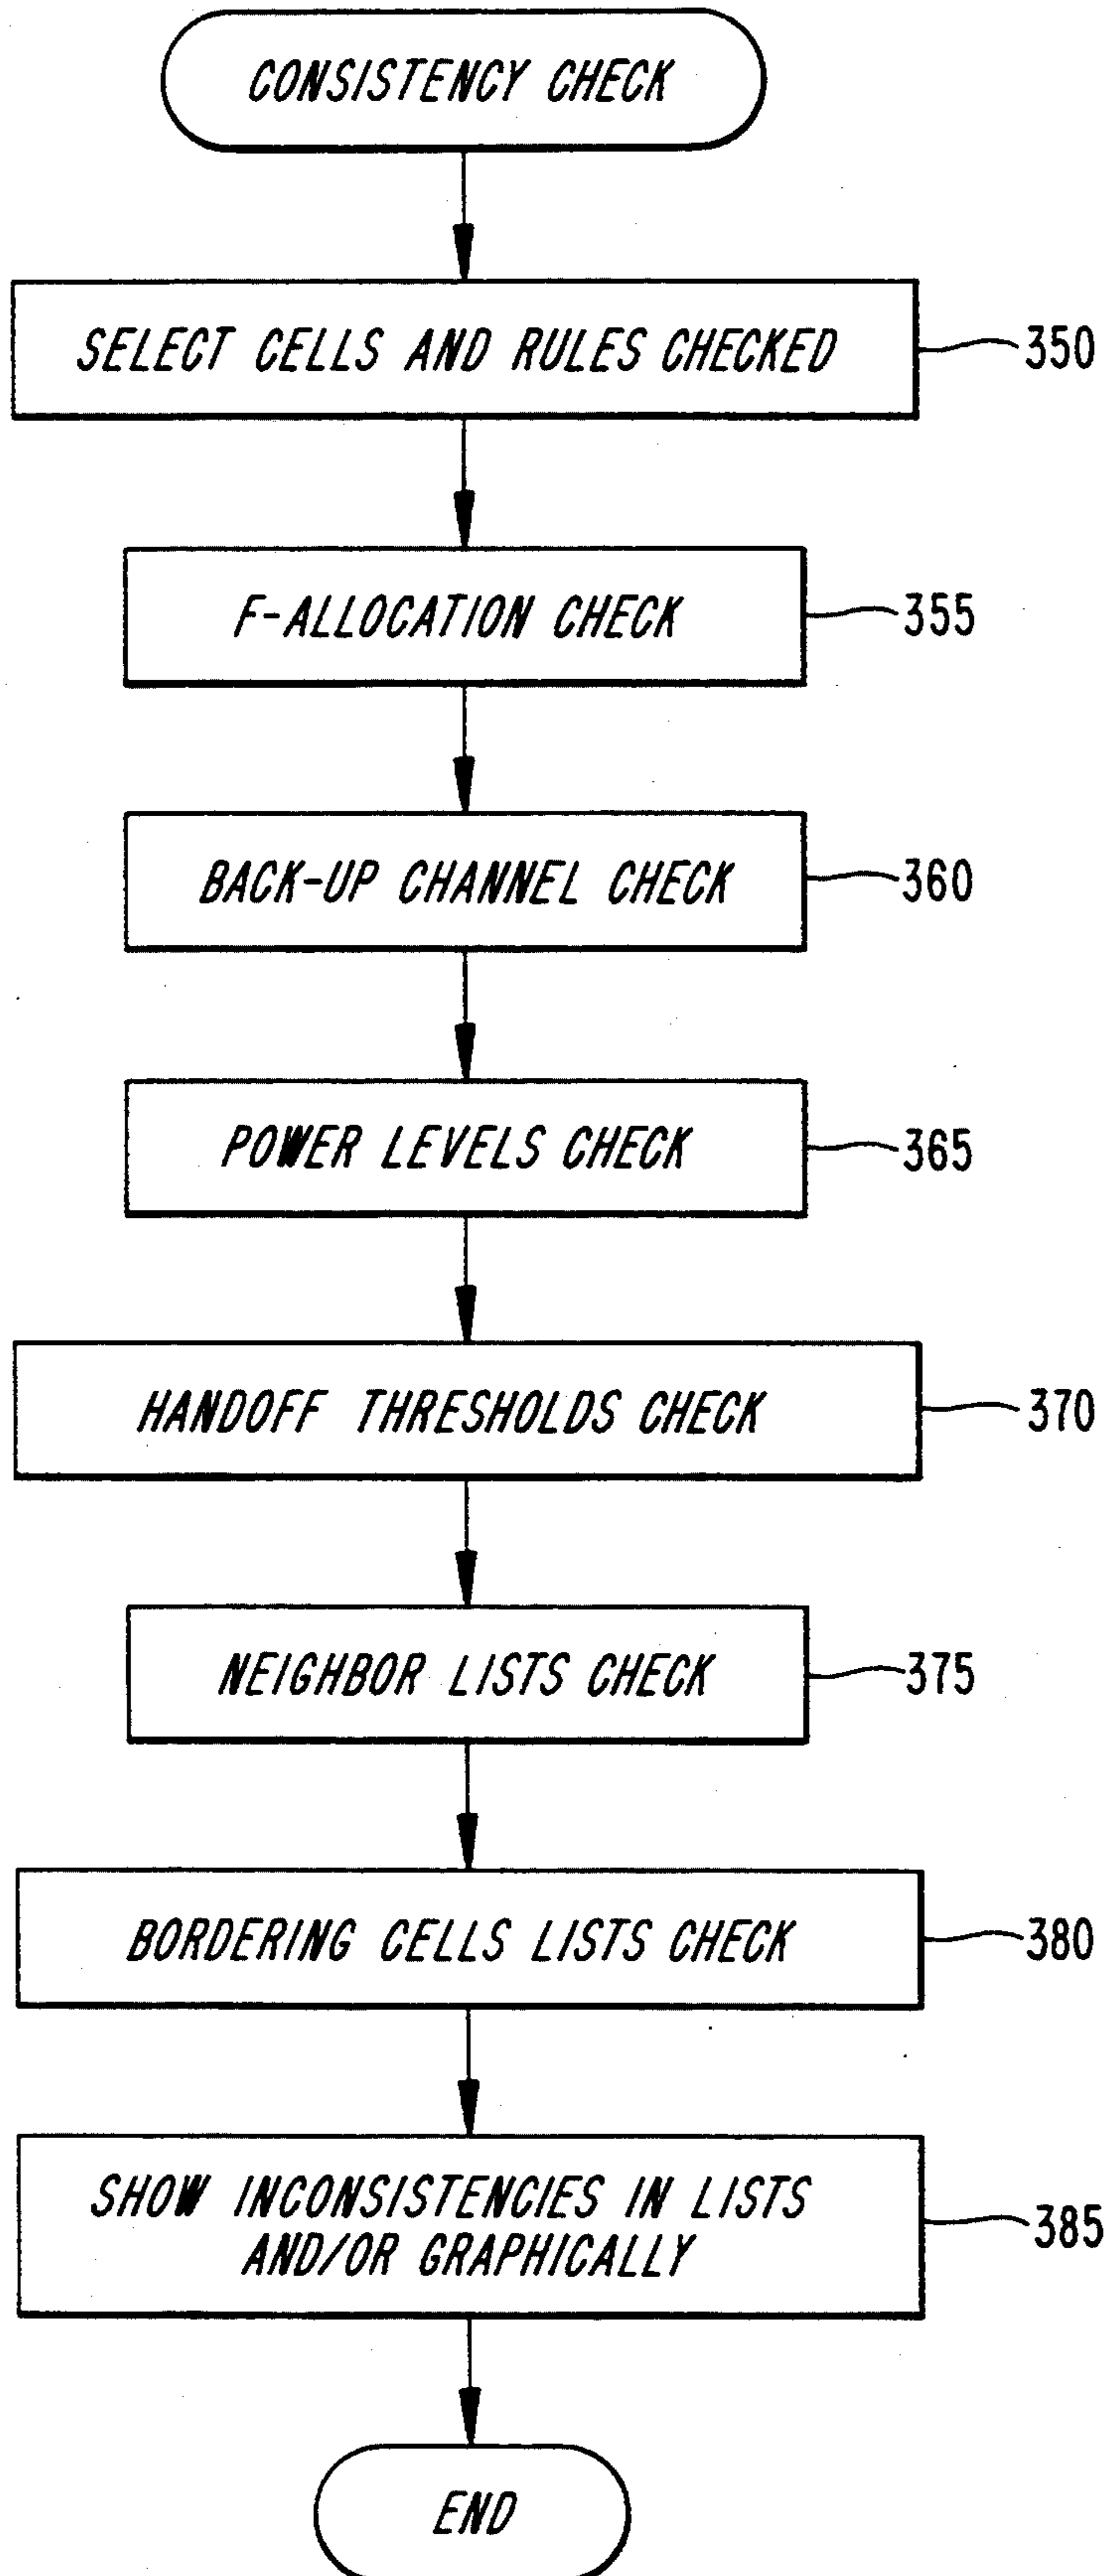 CONSISTENCY CHECK
SELECT CELLS AND RULES CHECKED
350
F-ALLOCATION CHECK
355
BACK-UP CHANNEL CHECK
360
POWER LEVELS CHECK
365
HANDOFF THRESHOLDS CHECK
370
NEIGHBOR LISTS CHECK
375
BORDERING CELLS LISTS CHECK
380
SHOW INCONSISTENCIES IN LISTS
AND/OR GRAPHICALLY
385
END